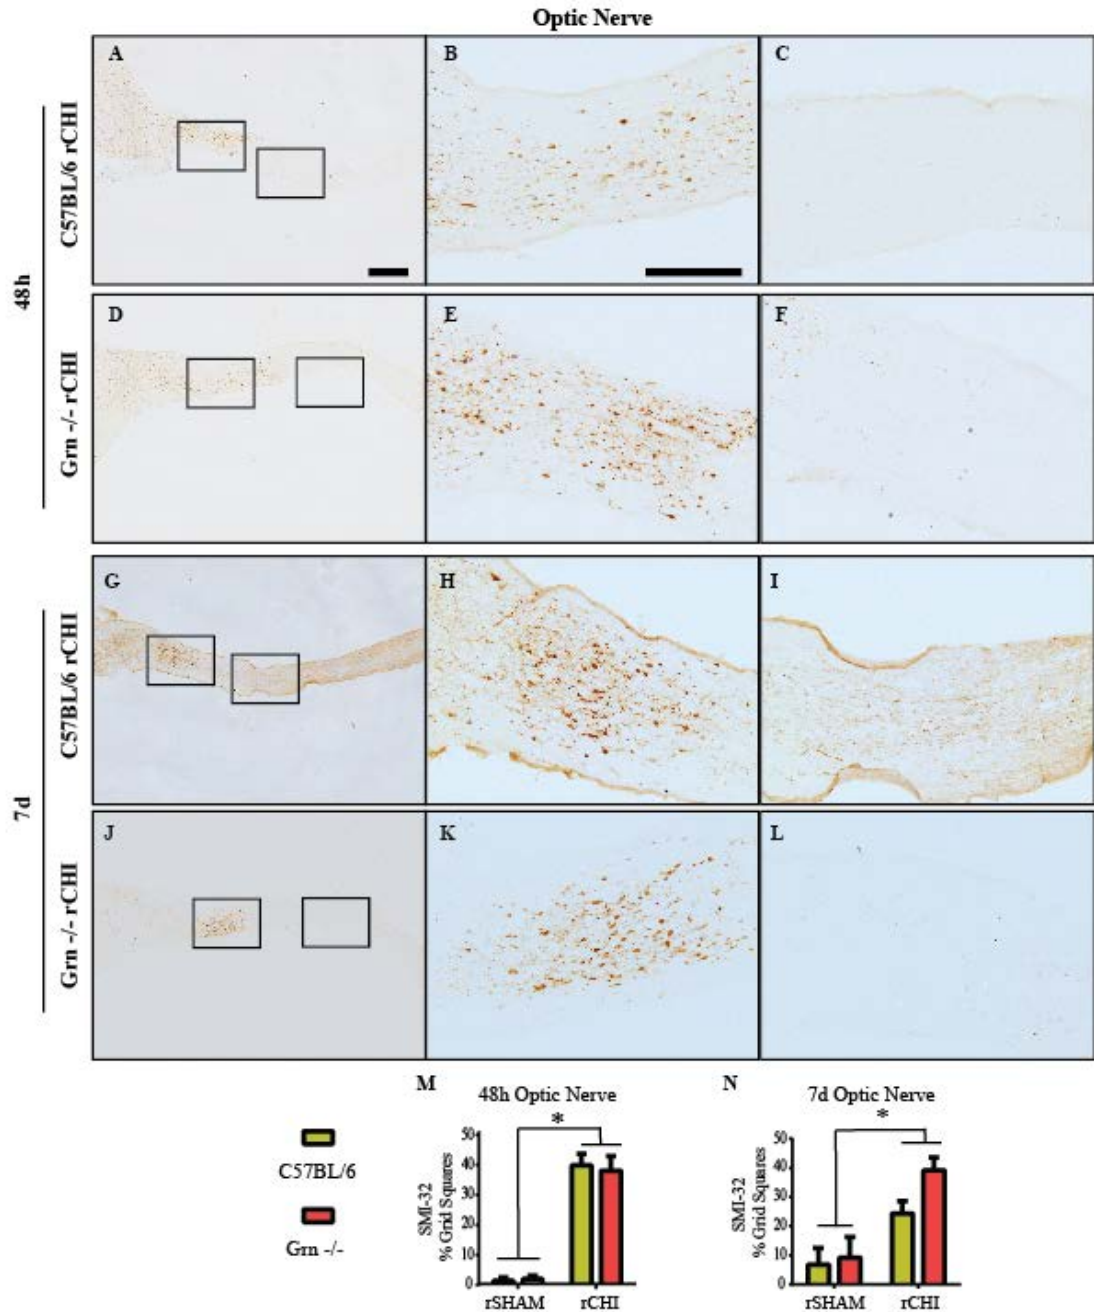 Optic Nerve
A
B
C
C57BL/6 rCHI
48h
D
E
F
Grn -/- rCHI
G
H
I
C57BL/6 rCHI
7d
J
K
L
Grn -/- rCHI
M
N
48h Optic Nerve
7d Optic Nerve
*
*
C57BL/6
Grn -/-
SMI-32
% Grid Squares
50
40
30
20
10
0
rSHAM
rCHI
SMI-32
% Grid Squares
50
40
30
20
10
0
rSHAM
rCHI